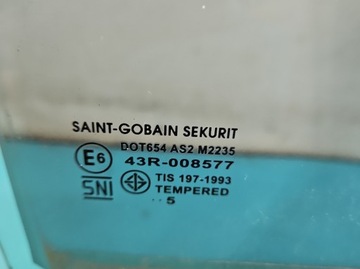 SAINT-GOBAIN SEKURIT
DOT654 AS2 M2235
E6 43R-008577
SNI TIS 197-1993
TEMPERED
5